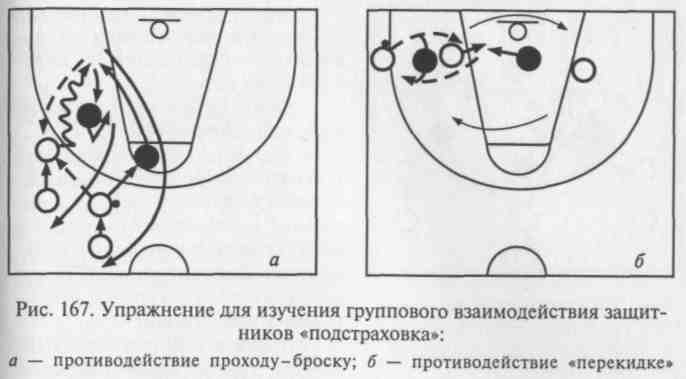 а
б
Рис. 167. Упражнение для изучения группового взаимодействия защит-
ников «подстраховка»:
а — противодействие проходу–броску; б — противодействие «перекидке»